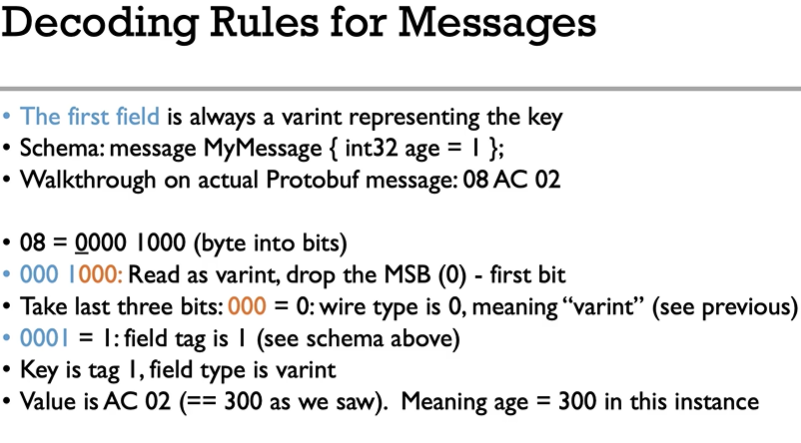 Decoding Rules for Messages
• The first field is always a varint representing the key
• Schema: message MyMessage { int32 age = 1 };
• Walkthrough on actual Protobuf message: 08 AC 02
• 08 = 0000 1000 (byte into bits)
• 000 1000: Read as varint, drop the MSB (0) - first bit
• Take last three bits: 000 = 0: wire type is 0, meaning “varint” (see previous)
• 0001 = 1: field tag is 1 (see schema above)
• Key is tag 1, field type is varint
• Value is AC 02 (== 300 as we saw). Meaning age = 300 in this instance